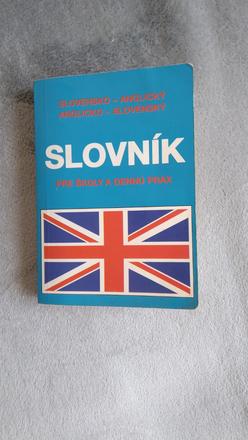 SLOVENSKO – ANGLICKÝ
ANGLICKO – SLOVENSKÝ
SLOVNÍK
PRE ŠKOLY A DENNÚ PRAX